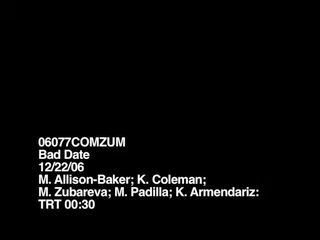 06077COMZUM
Bad Date
12/22/06
M. Allison-Baker; K. Coleman;
M. Zubareva; M. Padilla; K. Armendariz:
TRT 00:30